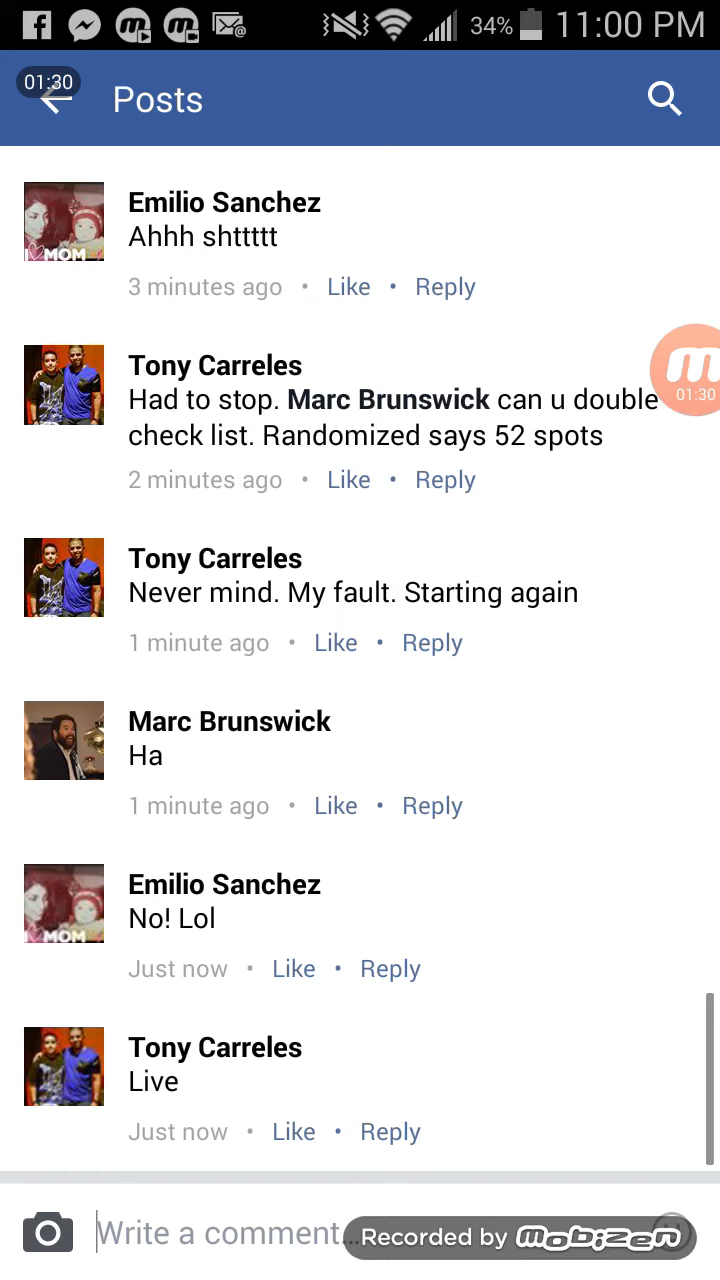 34% 11:00 PM
01:30
Posts
Emilio Sanchez
Ahhh shttttt
3 minutes ago • Like • Reply
I ♡ MOM
Tony Carreles
Had to stop. Marc Brunswick can u double
check list. Randomized says 52 spots
01:30
2 minutes ago • Like • Reply
Tony Carreles
Never mind. My fault. Starting again
1 minute ago • Like • Reply
Marc Brunswick
Ha
1 minute ago • Like • Reply
Emilio Sanchez
No! Lol
MOM
Just now • Like • Reply
Tony Carreles
Live
Just now • Like • Reply
Write a comment...
Recorded by mobizen